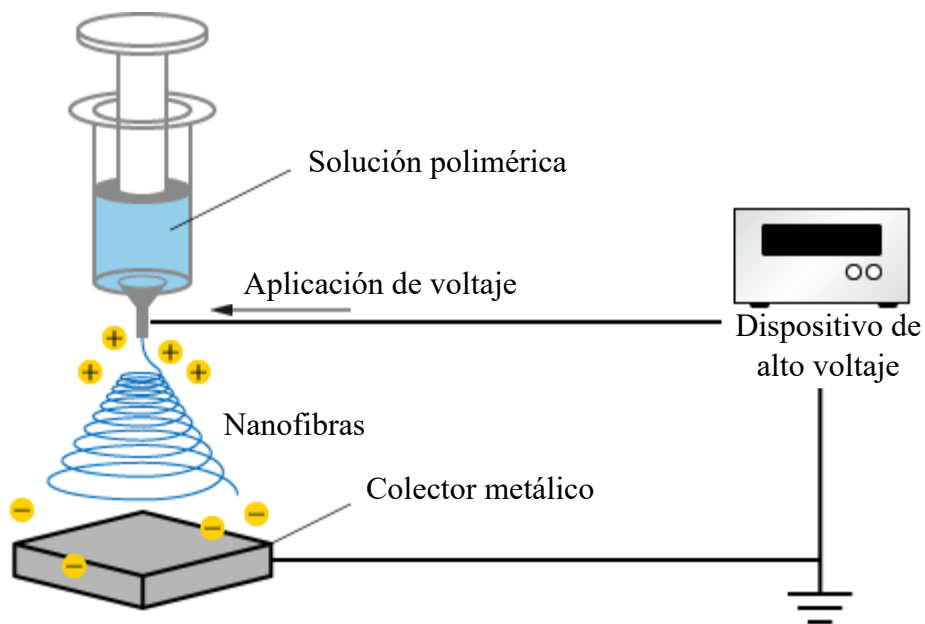 Solución polimérica
Aplicación de voltaje
Dispositivo de
alto voltaje
Nanofibras
Colector metálico